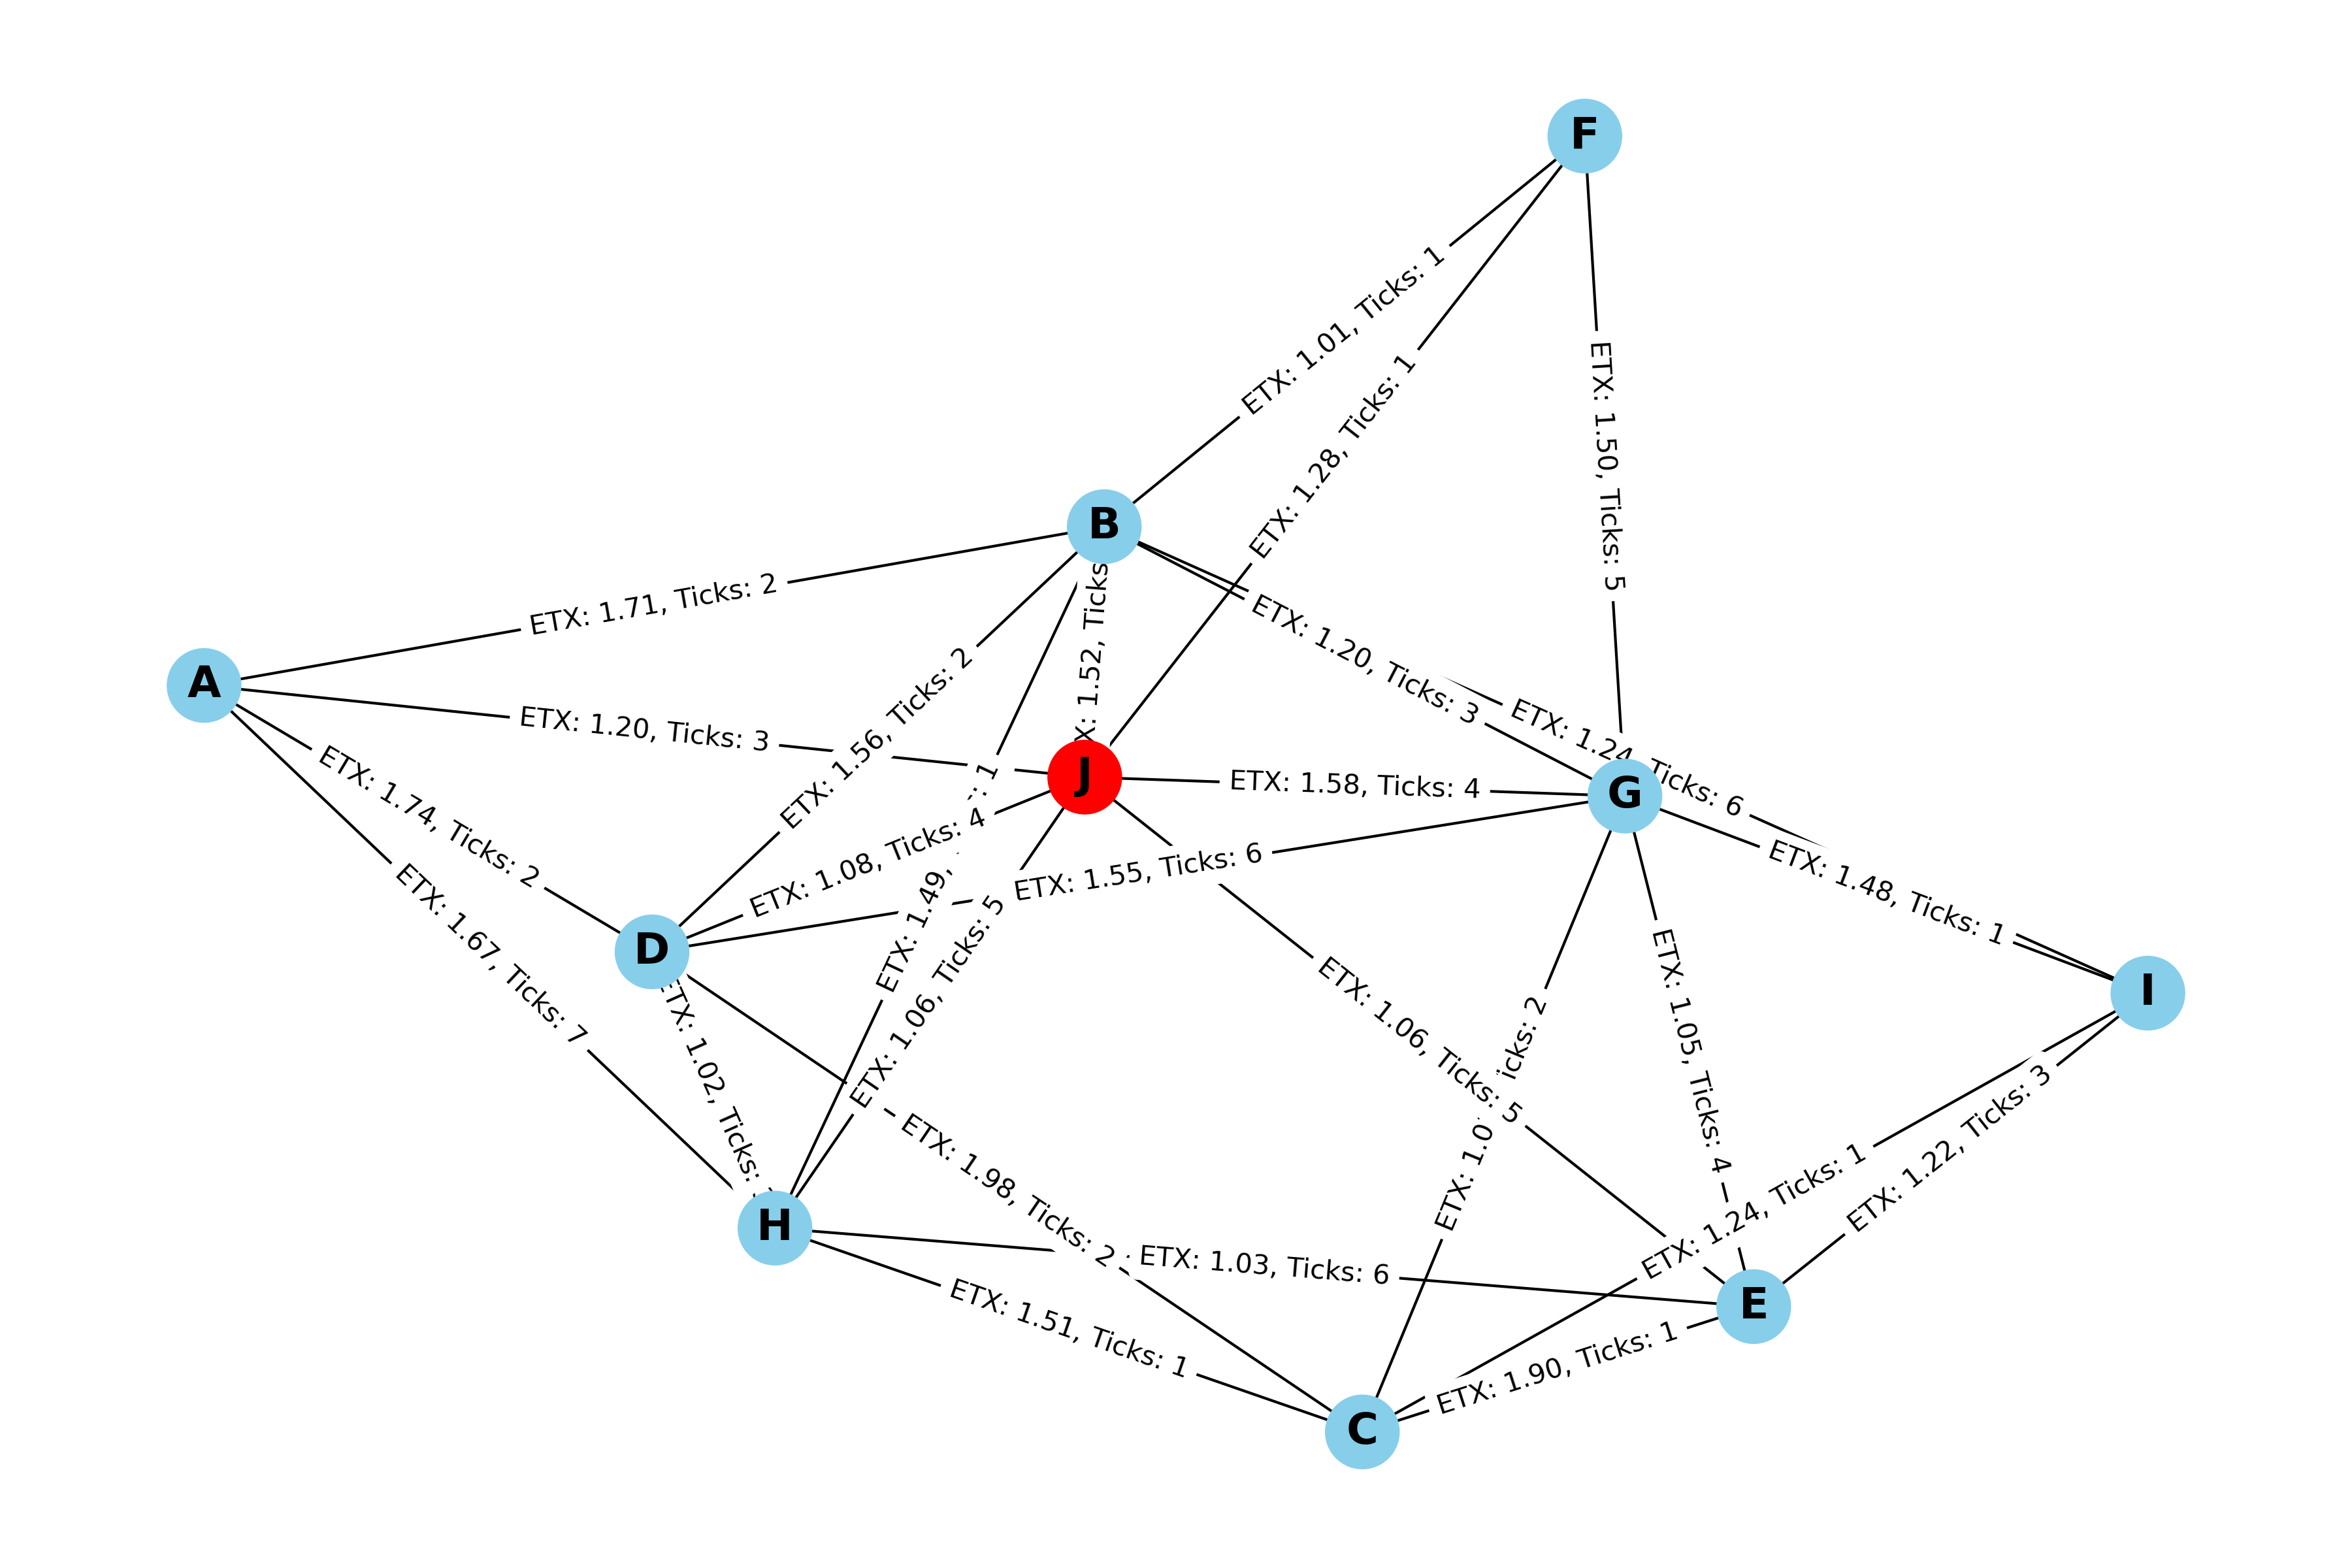 F
ETX: 1.01, Ticks: 1
ETX: 1.28, Ticks: 1
ETX: 1.50, Ticks: 5
B
ETX: 1.71, Ticks: 2
1.52, Ticks
ETX: 1.20, Ticks: 3
A
ETX: 1.56, Ticks: 2
ETX: 1.20, Ticks: 3
ETX: 1.24, Ticks: 6
J
ETX: 1.58, Ticks: 4
G
ETX: 1.74, Ticks: 2
ETX: 1.08, Ticks: 4
ETX: 1.55, Ticks: 6
ETX: 1.48, Ticks: 1
ETX: 1.67, Ticks: 7
ETX: 1.49, : 1
D
ETX: 1.06, Ticks: 5
ETX: 1.06, Ticks: 5
ETX: 1.05, Ticks: 4
I
1.02, Ticks:
ETX: 2
ETX: 1.98, Ticks: 2
ETX: 1.24, Ticks: 1
ETX: 1.22, Ticks: 3
H
ETX: 1.03, Ticks: 6
E
ETX: 1.51, Ticks: 1
ETX: 1.90, Ticks: 1
C